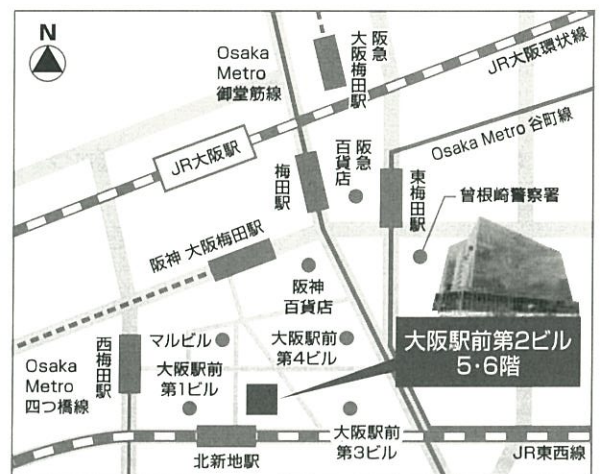 N
Osaka
Metro
御堂筋線
阪急
大阪梅田駅
JR大阪環状線
Osaka Metro 谷町線
JR大阪駅
梅田駅
阪急
百貨店
東梅田駅
曾根崎警察署
阪神 大阪梅田駅
阪神
百貨店
西梅田駅
マルビル
大阪駅前
第4ビル
大阪駅前第2ビル
5・6階
Osaka
Metro
四つ橋線
大阪駅前
第1ビル
北新地駅
大阪駅前
第3ビル
JR東西線